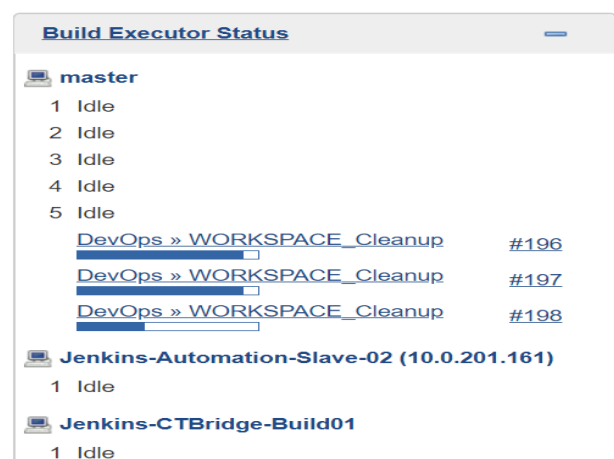 Build Executor Status
master
1 Idle
2 Idle
3 Idle
4 Idle
5 Idle
DevOps » WORKSPACE_Cleanup #196
DevOps » WORKSPACE_Cleanup #197
DevOps » WORKSPACE_Cleanup #198
Jenkins-Automation-Slave-02 (10.0.201.161)
1 Idle
Jenkins-CTBridge-Build01
1 Idle